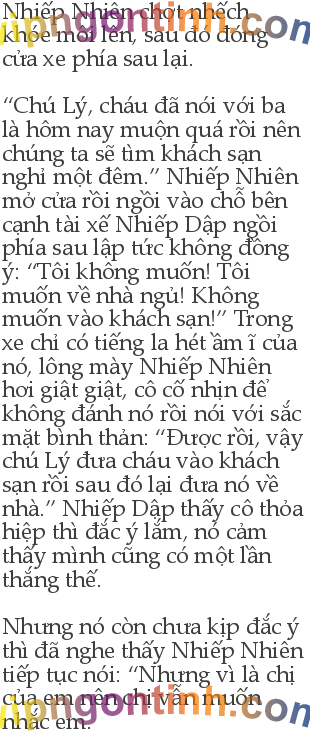 Nhiếp Nhiên chợt nhếch
khóe môi lên, sau đó đóng
cửa xe phía sau lại.
“Chú Lý, cháu đã nói với ba
là hôm nay muộn quá rồi nên
chúng ta sẽ tìm khách sạn
nghỉ một đêm.” Nhiếp Nhiên
mở cửa rồi ngồi vào chỗ bên
cạnh tài xế Nhiếp Dập ngồi
phía sau lập tức không đồng
ý: “Tôi không muốn! Tôi
muốn về nhà ngủ! Không
muốn vào khách sạn!” Trong
xe chỉ có tiếng la hét ầm ĩ của
nó, lông mày Nhiếp Nhiên
hơi giật giật, cô cố nhịn để
không đánh nó rồi nói với sắc
mặt bình thản: “Được rồi, vậy
chú Lý đưa cháu vào khách
sạn rồi sau đó lại đưa nó về
nhà.” Nhiếp Dập thấy cô thỏa
hiệp thì đắc ý lắm, nó cảm
thấy mình cũng có một lần
thắng thế.
Nhưng nó còn chưa kịp đắc ý
thì đã nghe thấy Nhiếp Nhiên
tiếp tục nói: “Nhưng vì là chị
của em nên chị vẫn muốn
nhắc em.
vipngontinh.com
vipngontinh.com